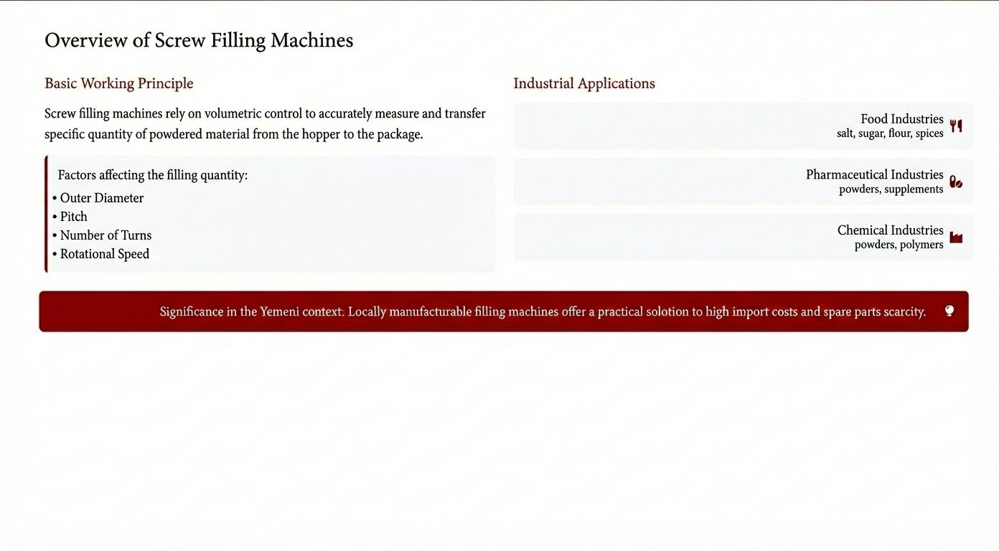 Overview of Screw Filling Machines
Basic Working Principle
Screw filling machines rely on volumetric control to accurately measure and transfer
specific quantity of powdered material from the hopper to the package.
Factors affecting the filling quantity:
• Outer Diameter
• Pitch
• Number of Turns
• Rotational Speed
Industrial Applications
Food Industries
salt, sugar, flour, spices
Pharmaceutical Industries
powders, supplements
Chemical Industries
powders, polymers
Significance in the Yemeni context. Locally manufacturable filling machines offer a practical solotion to high import costs and spare parts scarcity.